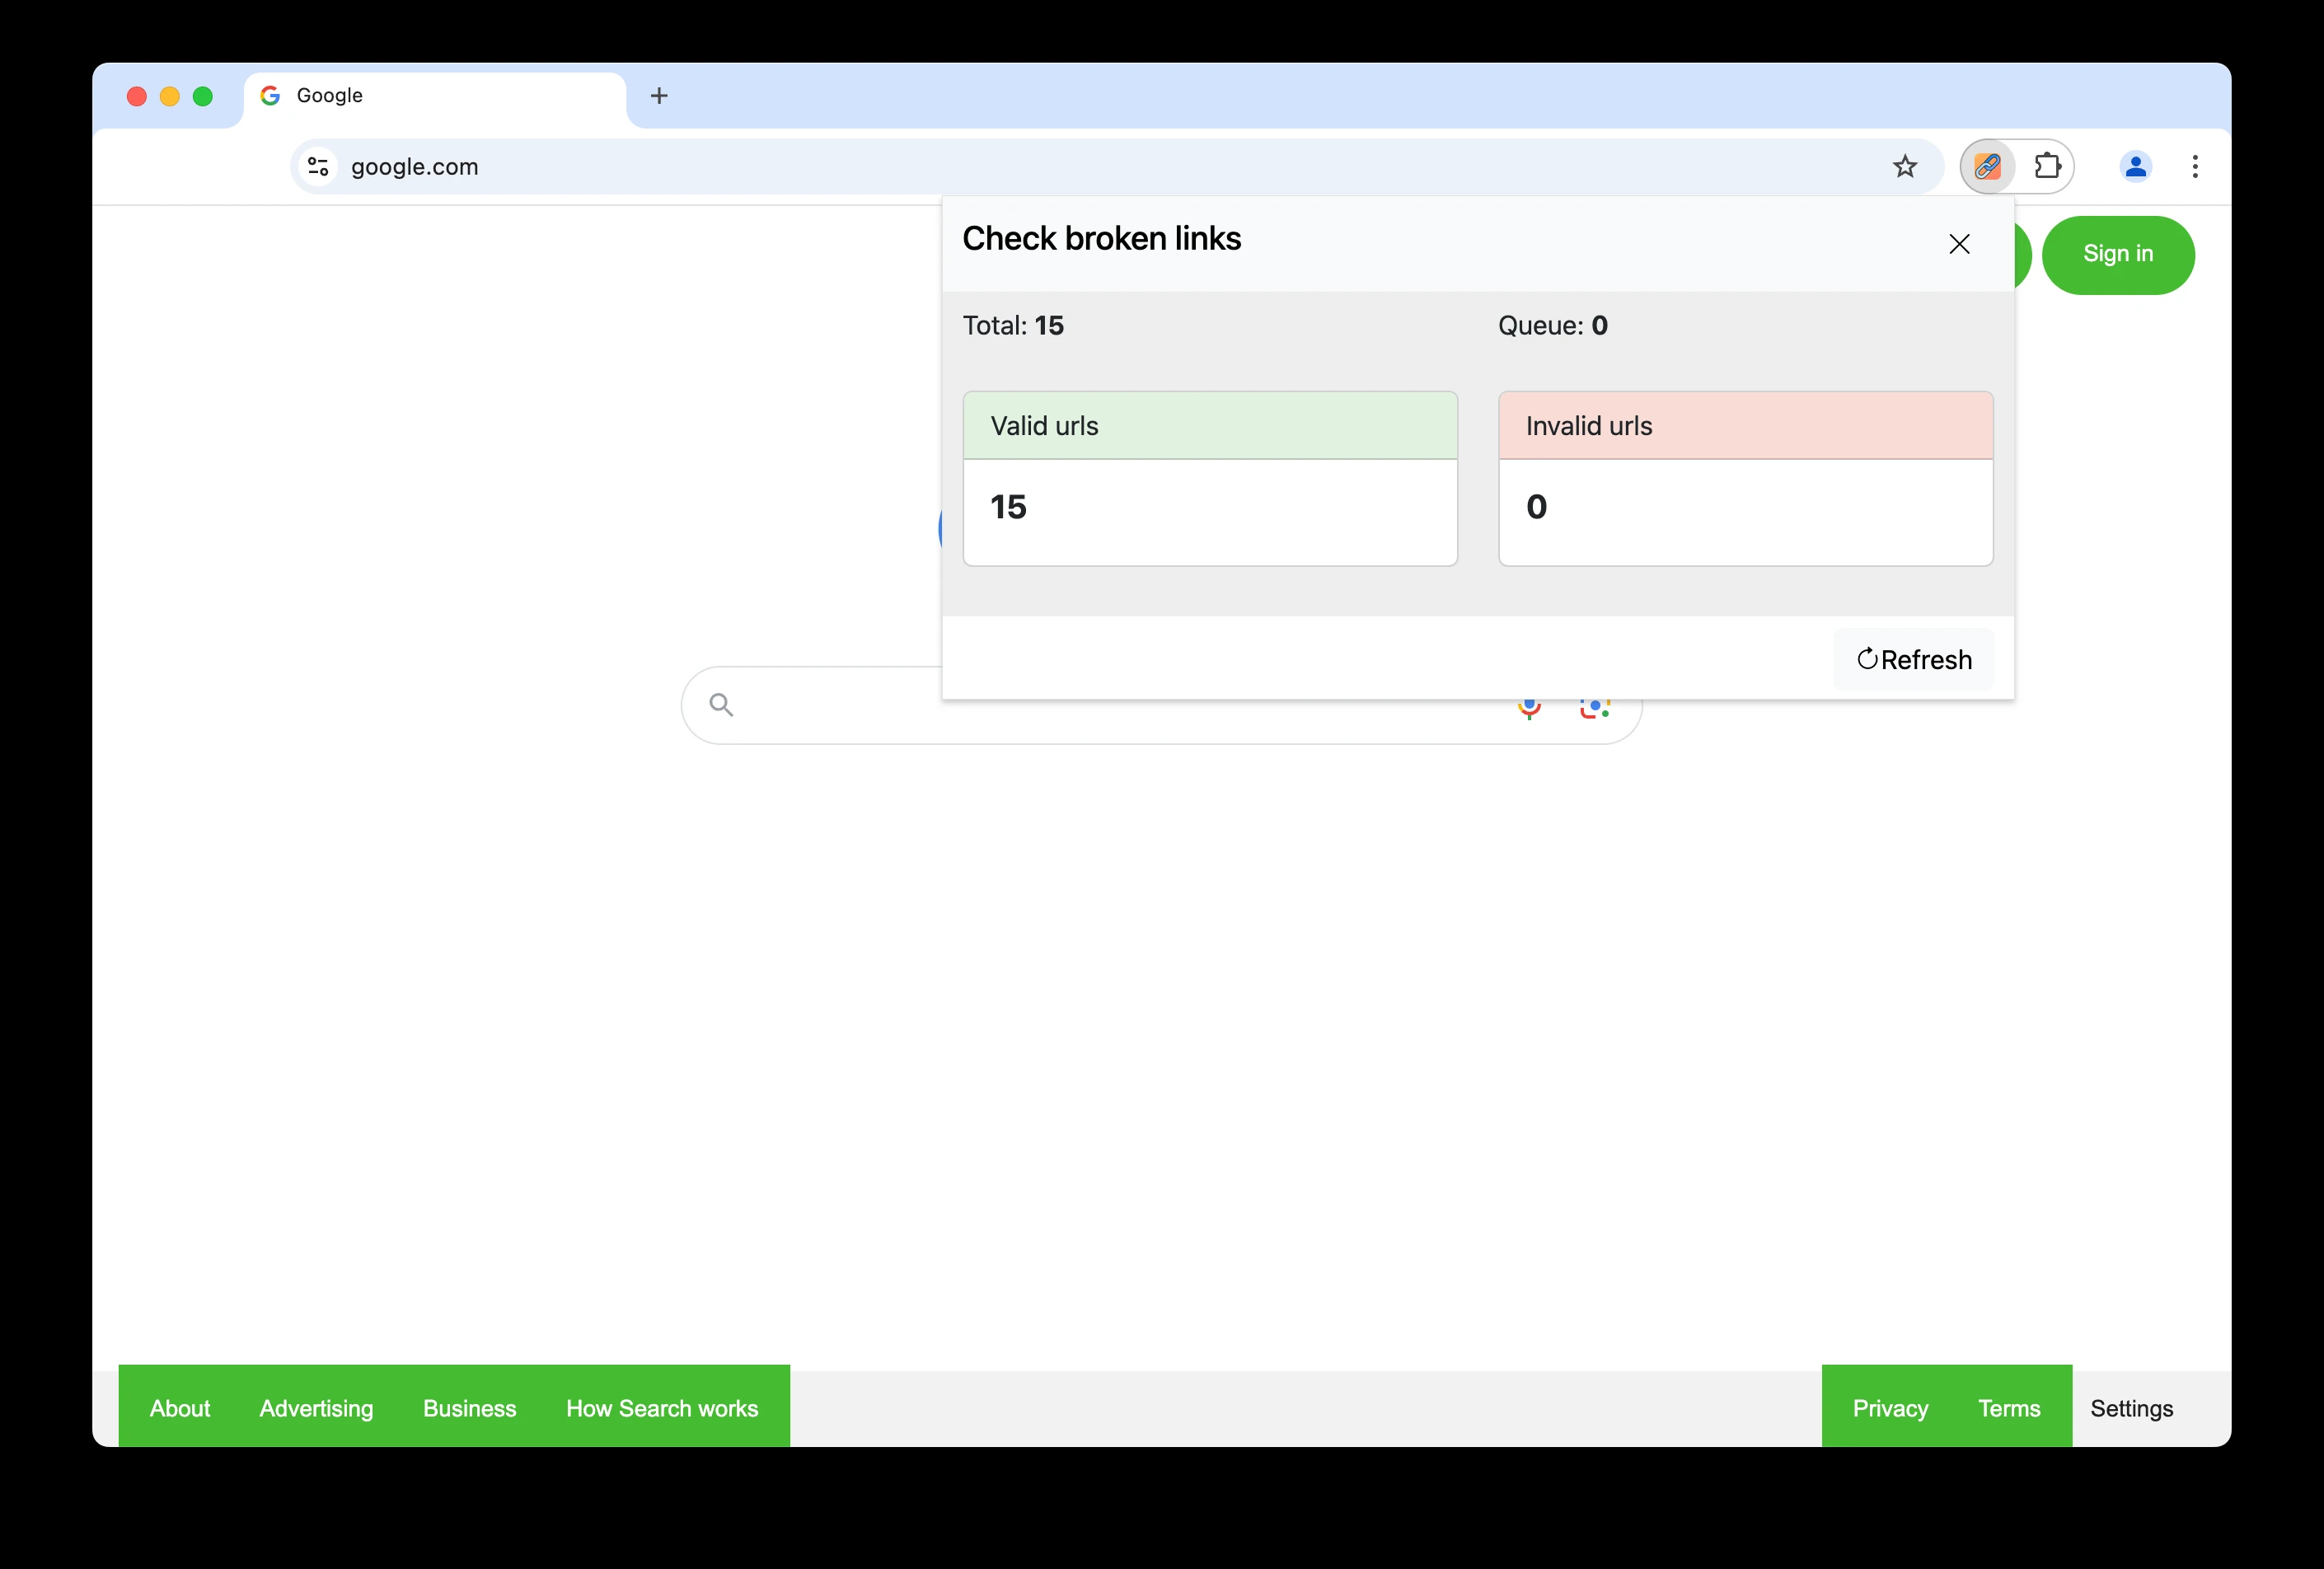 Google
google.com
Check broken links
Sign in
Total: 15
Queue: 0
Valid urls
Invalid urls
15
0
Refresh
About Advertising Business How Search works
Privacy Terms Settings